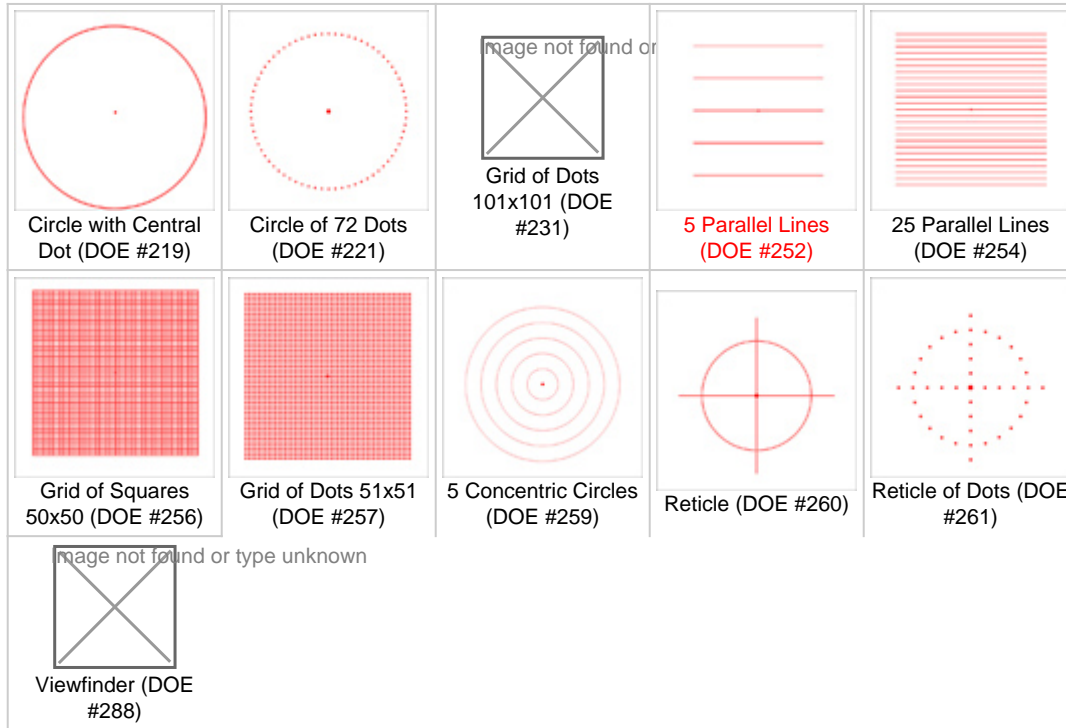 Image not found or
Circle with Central
Dot (DOE #219)
Circle of 72 Dots
(DOE #221)
Grid of Dots
101x101 (DOE
#231)
5 Parallel Lines
(DOE #252)
25 Parallel Lines
(DOE #254)
Grid of Squares
50x50 (DOE #256)
Grid of Dots 51x51
(DOE #257)
5 Concentric Circles
(DOE #259)
Reticle (DOE #260)
Reticle of Dots (DOE
#261)
Image not found or type unknown
Viewfinder (DOE
#288)